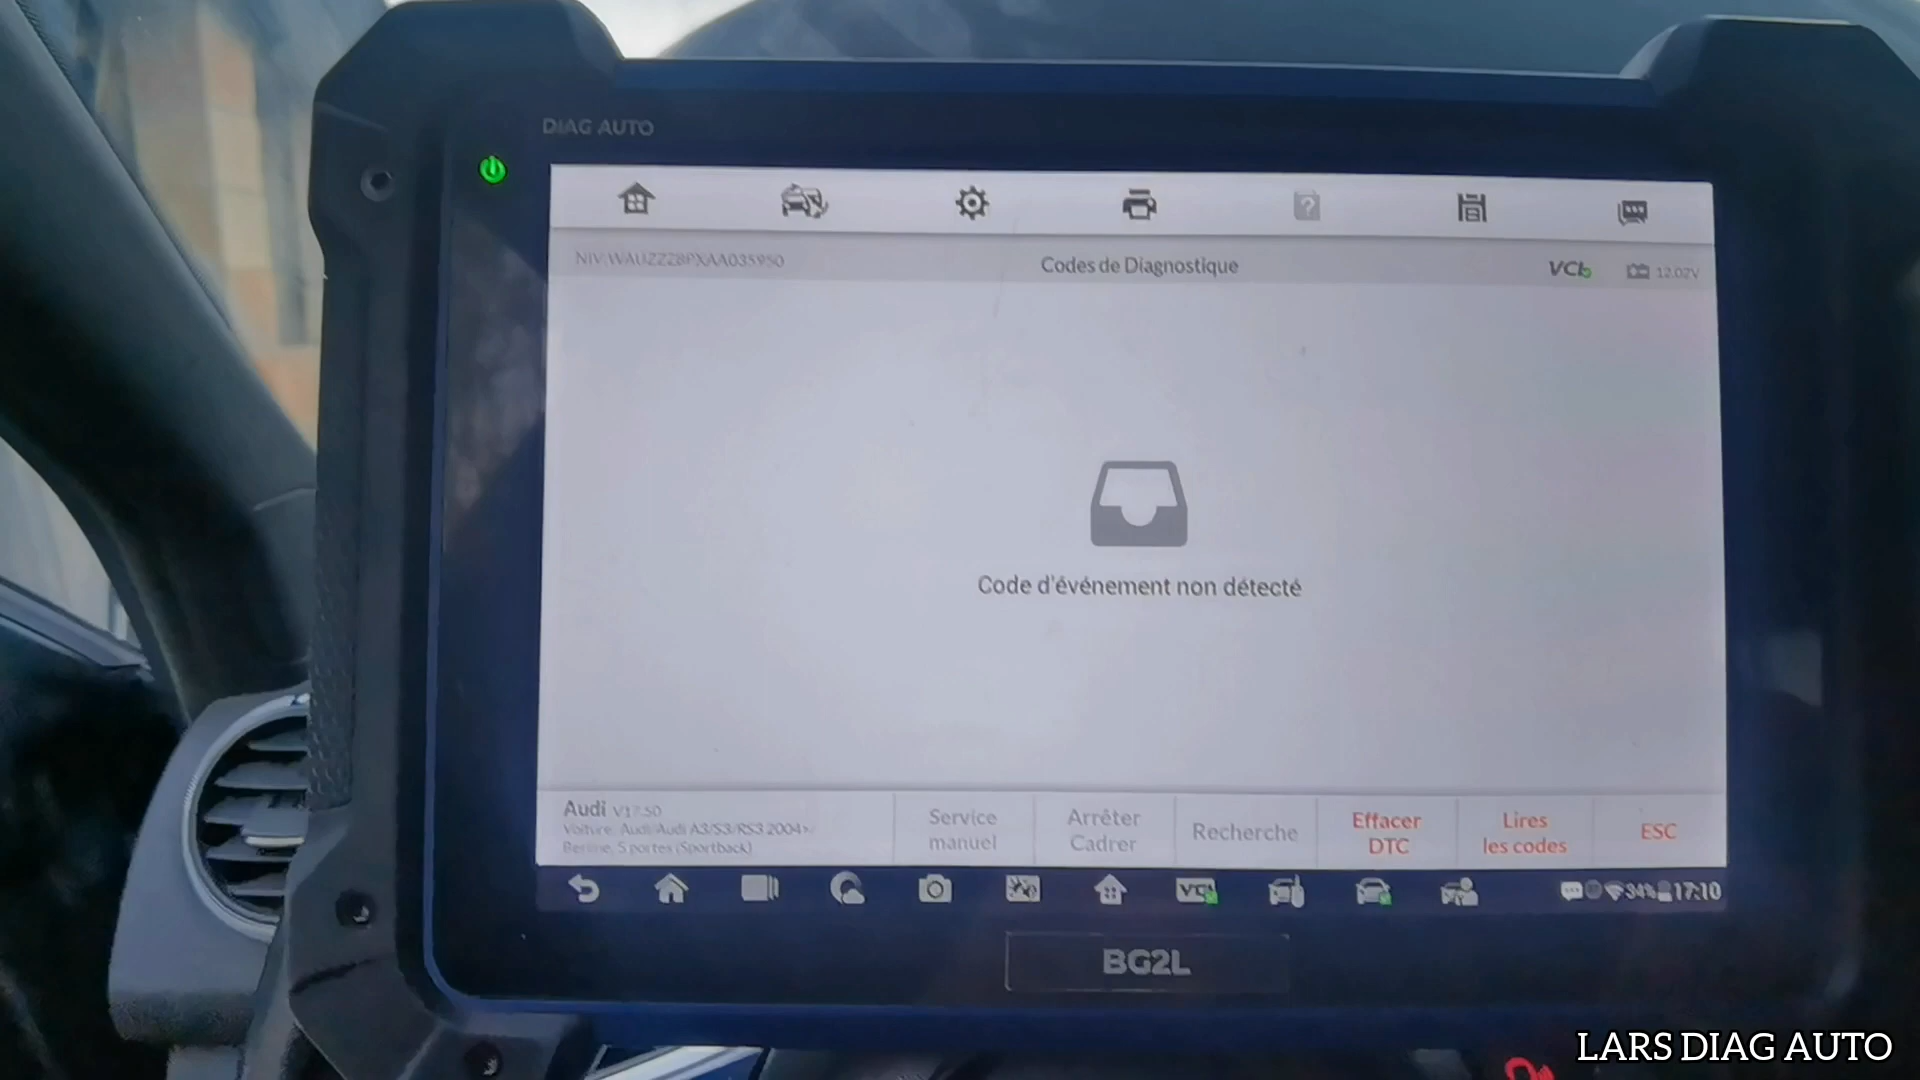 DIAG AUTO
NIV:WAUZZZ8PXAA035950
Codes de Diagnostique
VCI
12.02V
Code d'événement non détecté
Audi V17.50
Voiture: Audi/Audi A3/S3/RS3 2004>/
Berline, 5 portes (Sportback)
Service
manuel
Arrêter
Cadrer
Recherche
Effacer
DTC
Lires
les codes
ESC
VCI
34%
17:10
BG2L
LARS DIAG AUTO